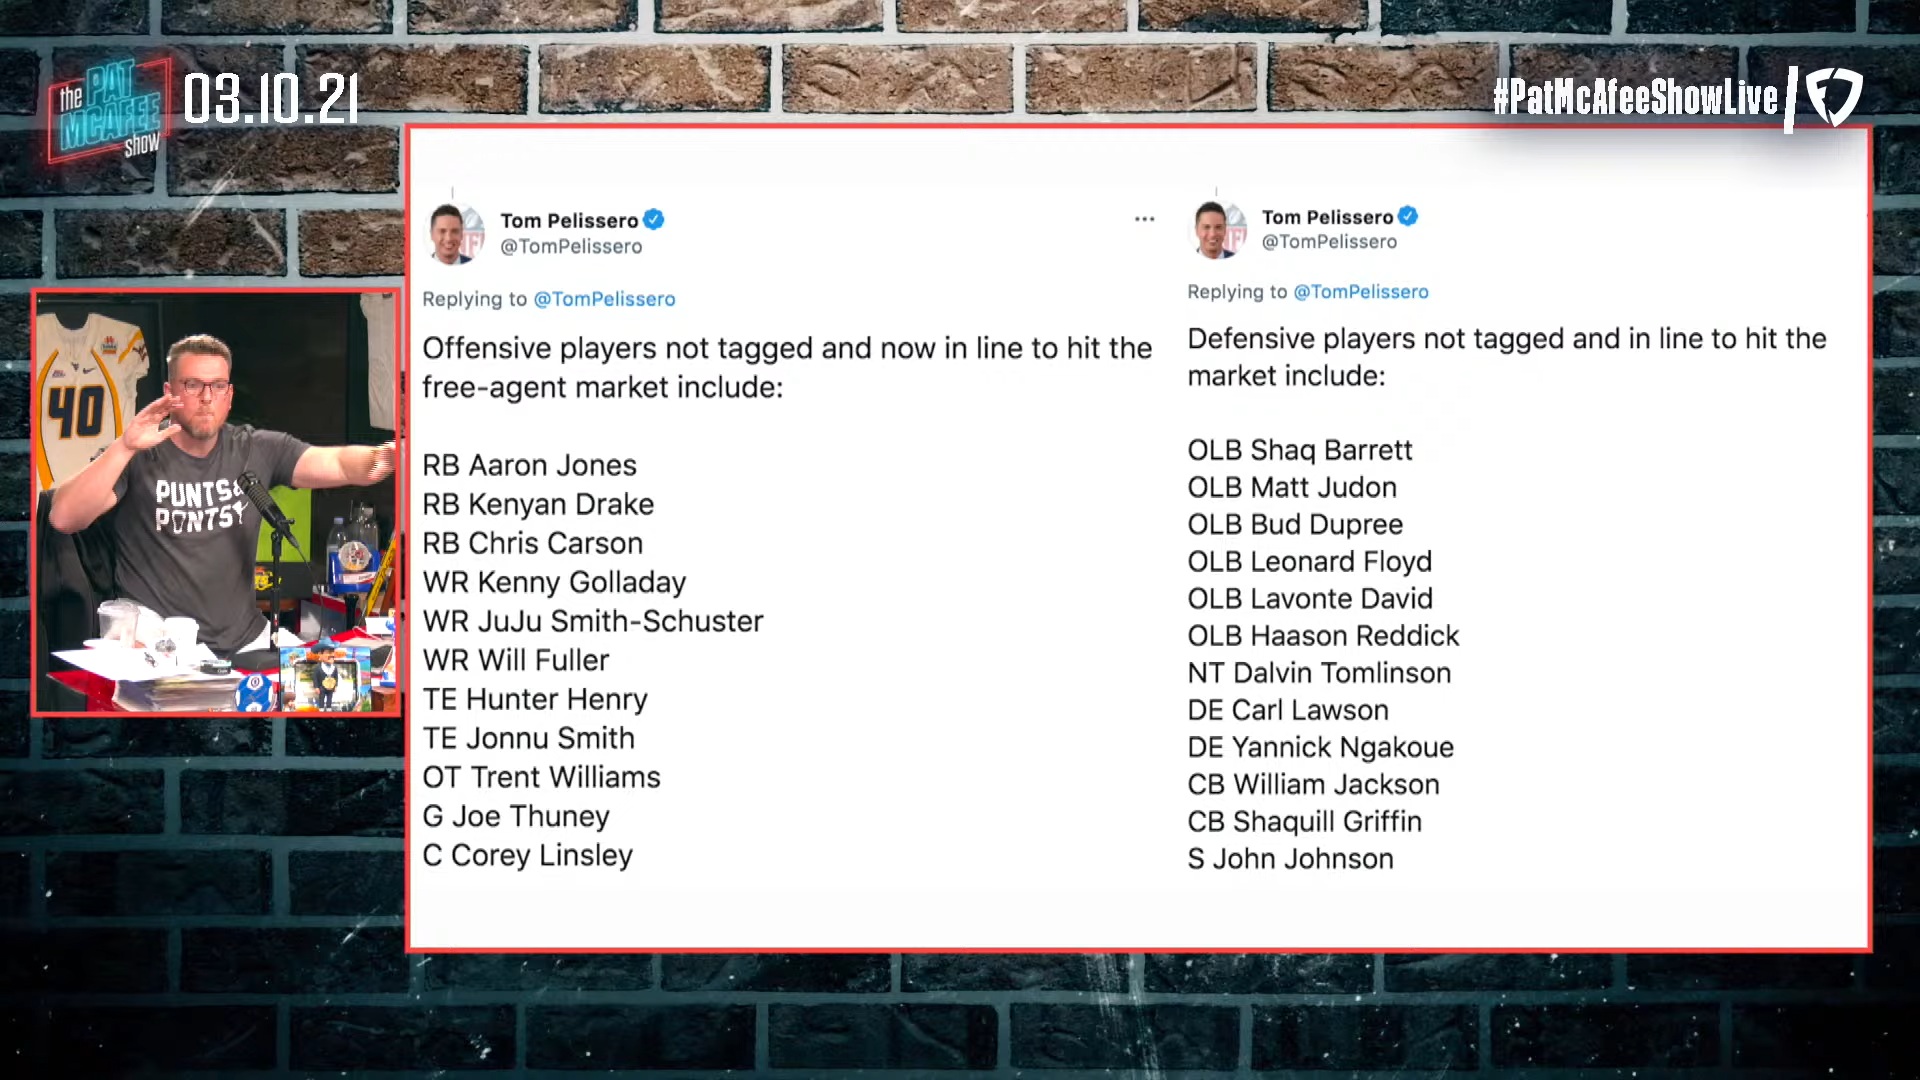 the
PAT
MCAFEE
show
03.10.21
#PatMcAfeeShowLive
40
PUNTS&
PONTS
Tom Pelissero
@TomPelissero
Replying to @TomPelissero
Offensive players not tagged and now in line to hit the
free-agent market include:
RB Aaron Jones
RB Kenyan Drake
RB Chris Carson
WR Kenny Golladay
WR JuJu Smith-Schuster
WR Will Fuller
TE Hunter Henry
TE Jonnu Smith
OT Trent Williams
G Joe Thuney
C Corey Linsley
Tom Pelissero
@TomPelissero
Replying to @TomPelissero
Defensive players not tagged and in line to hit the
market include:
OLB Shaq Barrett
OLB Matt Judon
OLB Bud Dupree
OLB Leonard Floyd
OLB Lavonte David
OLB Haason Reddick
NT Dalvin Tomlinson
DE Carl Lawson
DE Yannick Ngakoue
CB William Jackson
CB Shaquill Griffin
S John Johnson